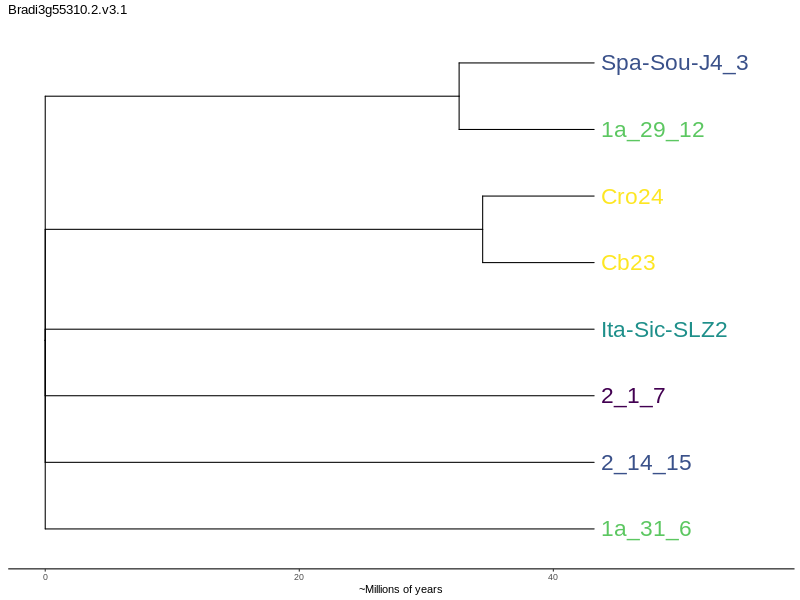 Bradi3g55310.2.v3.1
Spa-Sou-J4_3
1a_29_12
Cro24
Cb23
Ita-Sic-SLZ2
2_1_7
2_14_15
1a_31_6
0 20 40
~Millions of years